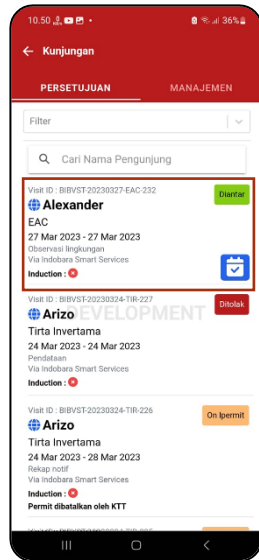 10.50
36%
Kunjungan
PERSETUJUAN
MANAJEMEN
Filter
Cari Nama Pengunjung
Visit ID : BIBVST-20230327-EAC-232
Diantar
Alexander
EAC
27 Mar 2023 - 27 Mar 2023
Observasi lingkungan
Via Indobara Smart Services
Induction :
Visit ID : BIBVST-20230324-TIR-227
Ditolak
Arizo
DEVELOPMENT
Tirta Invertama
24 Mar 2023 - 24 Mar 2023
Pendataan
Via Indobara Smart Services
Induction :
Visit ID : BIBVST-20230324-TIR-226
On Ipermit
Arizo
Tirta Invertama
24 Mar 2023 - 28 Mar 2023
Rekap notif
Via Indobara Smart Services
Induction :
Permit dibatalkan oleh KTT